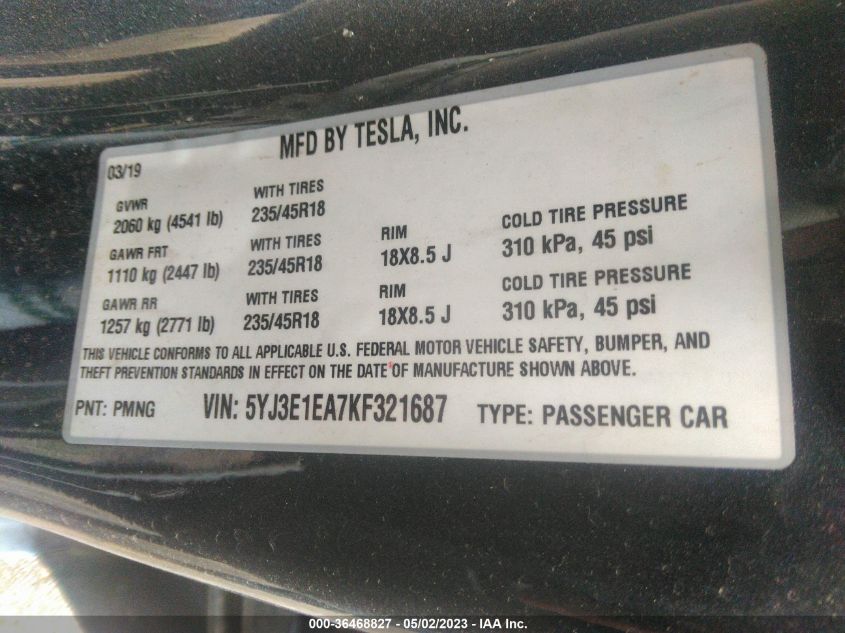 MFD BY TESLA, INC.
03/19
GVWR WITH TIRES
2060 kg (4541 lb) 235/45R18
GAWR FRT WITH TIRES RIM COLD TIRE PRESSURE
1110 kg (2447 lb) 235/45R18 18X8.5 J 310 kPa, 45 psi
GAWR RR WITH TIRES RIM COLD TIRE PRESSURE
1257 kg (2771 lb) 235/45R18 18X8.5 J 310 kPa, 45 psi
THIS VEHICLE CONFORMS TO ALL APPLICABLE U.S. FEDERAL MOTOR VEHICLE SAFETY, BUMPER, AND
THEFT PREVENTION STANDARDS IN EFFECT ON THE DATE OF MANUFACTURE SHOWN ABOVE.
PNT: PMNG VIN: 5YJ3E1EA7KF321687 TYPE: PASSENGER CAR
000-36468827 - 05/02/2023 - IAA Inc.